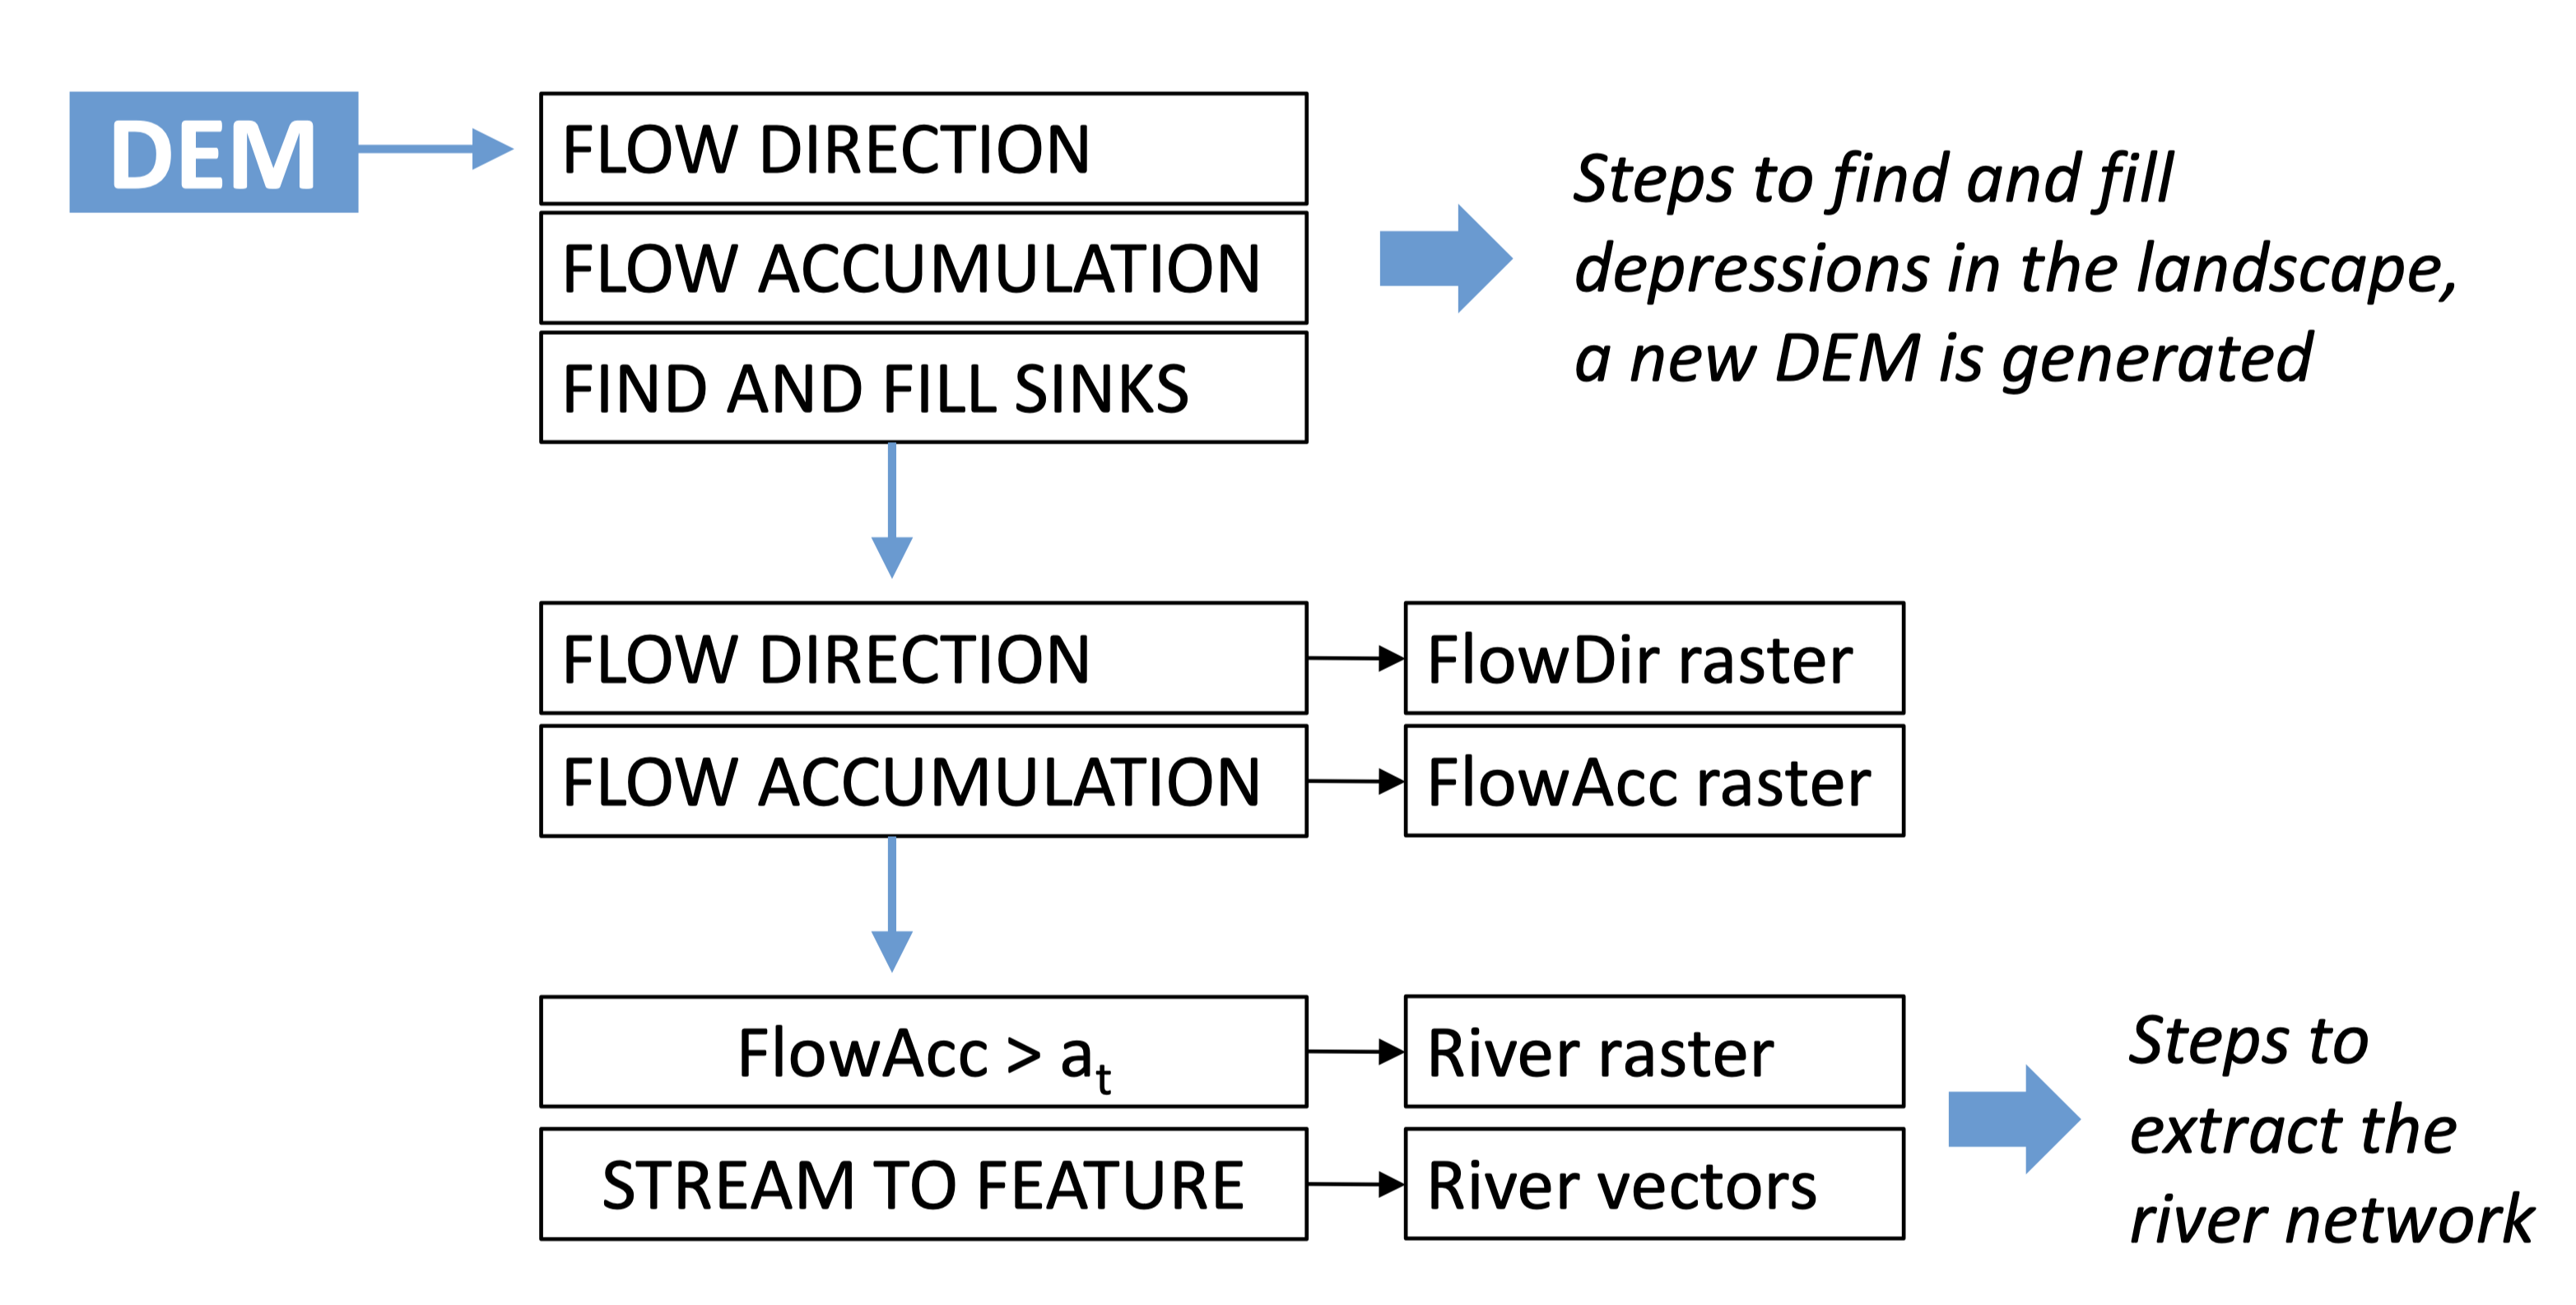 DEM
FLOW DIRECTION
FLOW ACCUMULATION
FIND AND FILL SINKS
Steps to find and fill
depressions in the landscape,
a new DEM is generated
FLOW DIRECTION
FlowDir raster
FLOW ACCUMULATION
FlowAcc raster
FlowAcc > at
River raster
STREAM TO FEATURE
River vectors
Steps to
extract the
river network